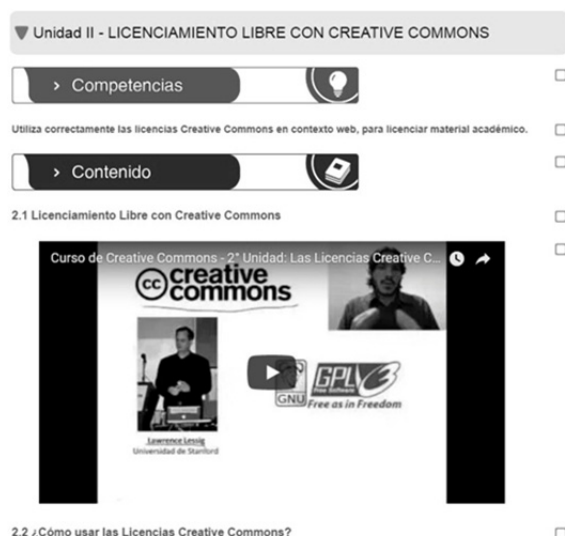 Unidad II - LICENCIAMIENTO LIBRE CON CREATIVE COMMONS
> Competencias
Utiliza correctamente las licencias Creative Commons en contexto web, para licenciar material académico.
> Contenido
2.1 Licenciamiento Libre con Creative Commons
Curso de Creative Commons - 2° Unidad: Las Licencias Creative C...
cc creative
commons
GNU GPL v3
Free Software
Free as in Freedom
Lawrence Lessig
Universidad de Stanford
2.2 ¿Cómo usar las Licencias Creative Commons?